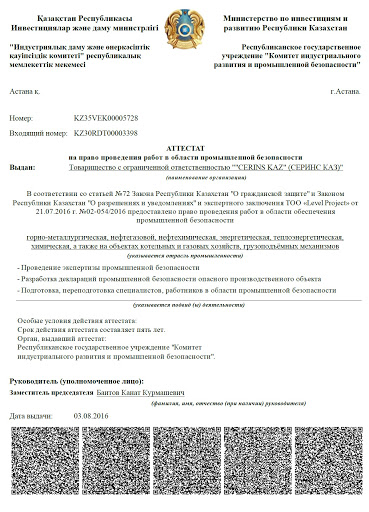 Қазақстан Республикасы
Инвестициялар және даму министрлігі
Министерство по инвестициям и
развитию Республики Казахстан
"Индустриялық даму және өнеркәсіптік
қауіпсіздік комитеті" республикалық
мемлекеттік мекемесі
Республиканское государственное
учреждение "Комитет индустриального
развития и промышленной безопасности"
Астана қ.
г.Астана.
Номер: KZ35VEK00005728
Входящий номер: KZ30RDT00003398
АТТЕСТАТ
на право проведения работ в области промышленной безопасности
Выдан: Товарищество с ограниченной ответственностью ""CERINS KAZ" (СЕРИНС КАЗ)"
(наименование организации)
В соответствии со статьей №72 Закона Республики Казахстан "О гражданской защите" и Законом
Республики Казахстан "О разрешениях и уведомлениях" и экспертного заключения ТОО «Level Project» от
21.07.2016 г. №02-054/2016 предоставлено право проведения работ в области обеспечения
промышленной безопасности
горно-металлургическая, нефтегазовой, нефтехимическая, энергетическая, теплоэнергетическая,
химическая, а также на объектах котельных и газовых хозяйств, грузоподъёмных механизмов
(указывается отрасль промышленности)
- Проведение экспертизы промышленной безопасности
- Разработка деклараций промышленной безопасности опасного производственного объекта
- Подготовка, переподготовка специалистов, работников в области промышленной безопасности
(указывается подвид (ы) деятельности)
Особые условия действия аттестата:
Срок действия аттестата составляет пять лет.
Орган, выдавший аттестат:
Республиканское государственное учреждение "Комитет
индустриального развития и промышленной безопасности".
Руководитель (уполномоченное лицо):
Заместитель председателя Баитов Канат Курмашевич
(фамилия, имя, отчество (при наличии) руководителя)
Дата выдачи: 03.08.2016